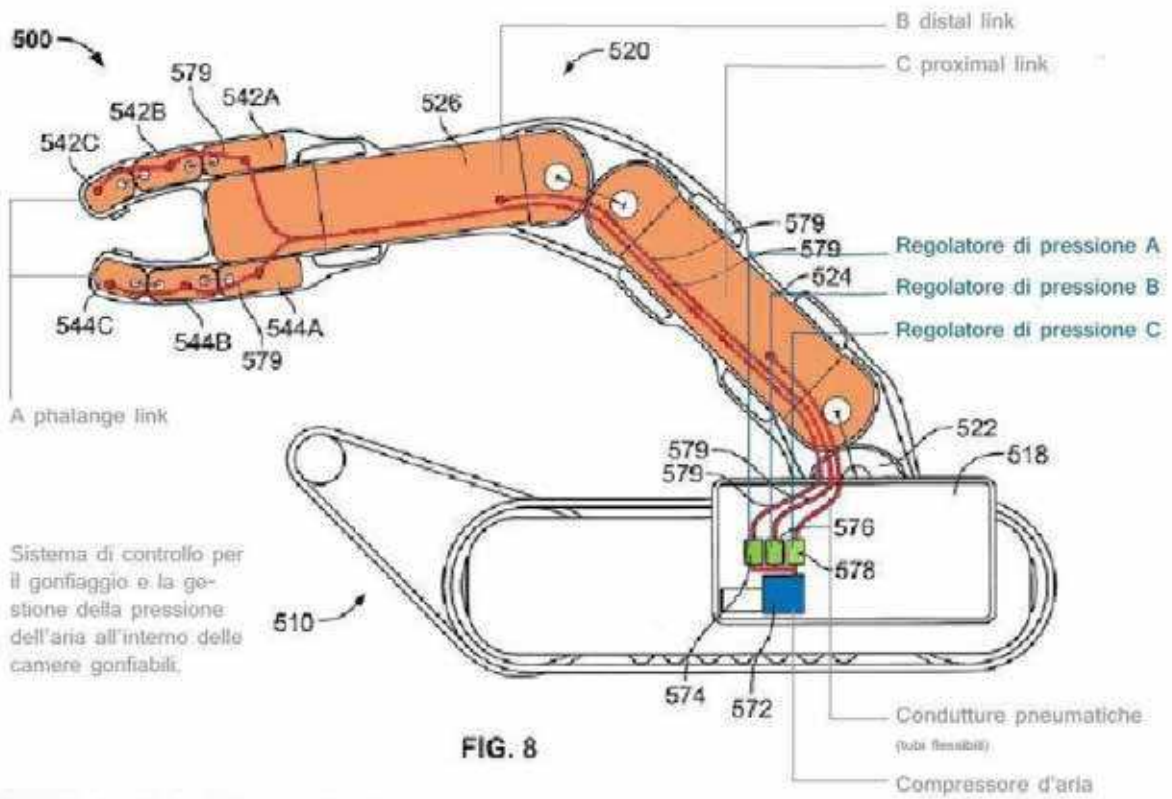 B distal link
500
520
C proximal link
579
542A
542B
526
542C
579
579
Regolatore di pressione A
524
Regolatore di pressione B
544C
544B
544A
579
Regolatore di pressione C
A phalange link
522
579
518
579
576
578
Sistema di controllo per
il gonfiaggio e la ge-
stione della pressione
dell'aria all'interno delle
camere gonfiabili.
510
574
572
Condutture pneumatiche
(tubi flessibili)
FIG. 8
Compressore d'aria